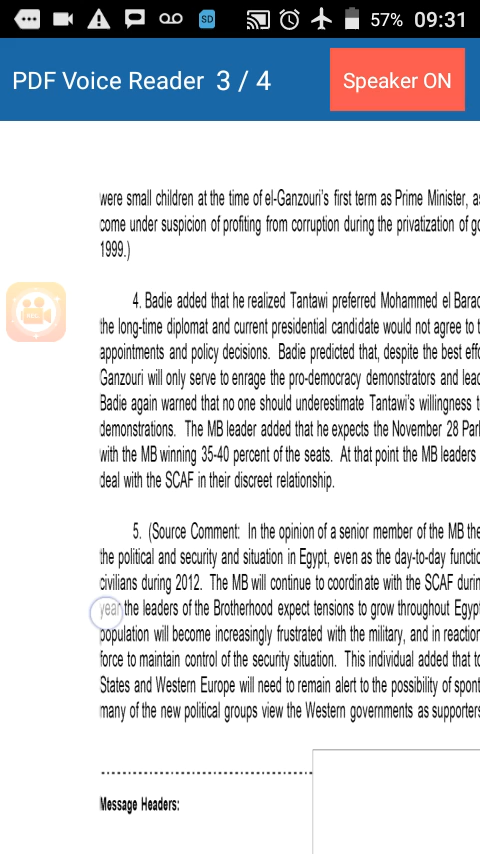 SD
57% 09:31
PDF Voice Reader 3 / 4
Speaker ON
were small children at the time of el-Ganzouri's first term as Prime Minister, as
come under suspicion of profiting from corruption during the privatization of go
1999.)
4. Badie added that he realized Tantawi preferred Mohammed el Barad
the long-time diplomat and current presidential candidate would not agree to t
appointments and policy decisions. Badie predicted that, despite the best effo
Ganzouri will only serve to enrage the pro-democracy demonstrators and lead
Badie again warned that no one should underestimate Tantawi's willingness t
demonstrations. The MB leader added that he expects the November 28 Parl
with the MB winning 35-40 percent of the seats. At that point the MB leaders
deal with the SCAF in their discreet relationship.
5. (Source Comment: In the opinion of a senior member of the MB the
the political and security and situation in Egypt, even as the day-to-day functio
civilians during 2012. The MB will continue to coordinate with the SCAF durin
year the leaders of the Brotherhood expect tensions to grow throughout Egypt
population will become increasingly frustrated with the military, and in reaction
force to maintain control of the security situation. This individual added that to
States and Western Europe will need to remain alert to the possibility of spont
many of the new political groups view the Western governments as supporters
Message Headers: